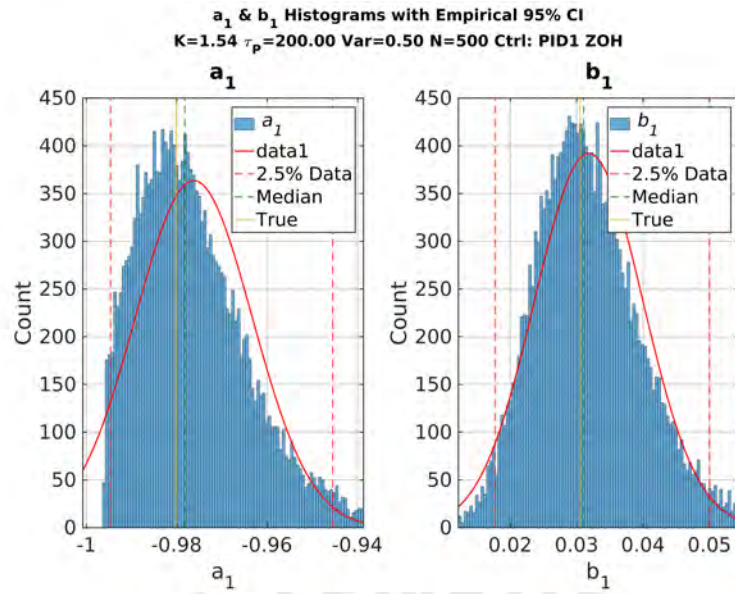 a₁ & b₁ Histograms with Empirical 95% CI
K=1.54 τₚ=200.00 Var=0.50 N=500 Ctrl: PID1 ZOH
a₁
b₁
450
400
350
300
250
200
150
100
50
0
Count
-1
-0.98
-0.96
-0.94
a₁
a₁
data1
2.5% Data
Median
True
450
400
350
300
250
200
150
100
50
0
Count
0.02
0.03
0.04
0.05
b₁
b₁
data1
2.5% Data
Median
True